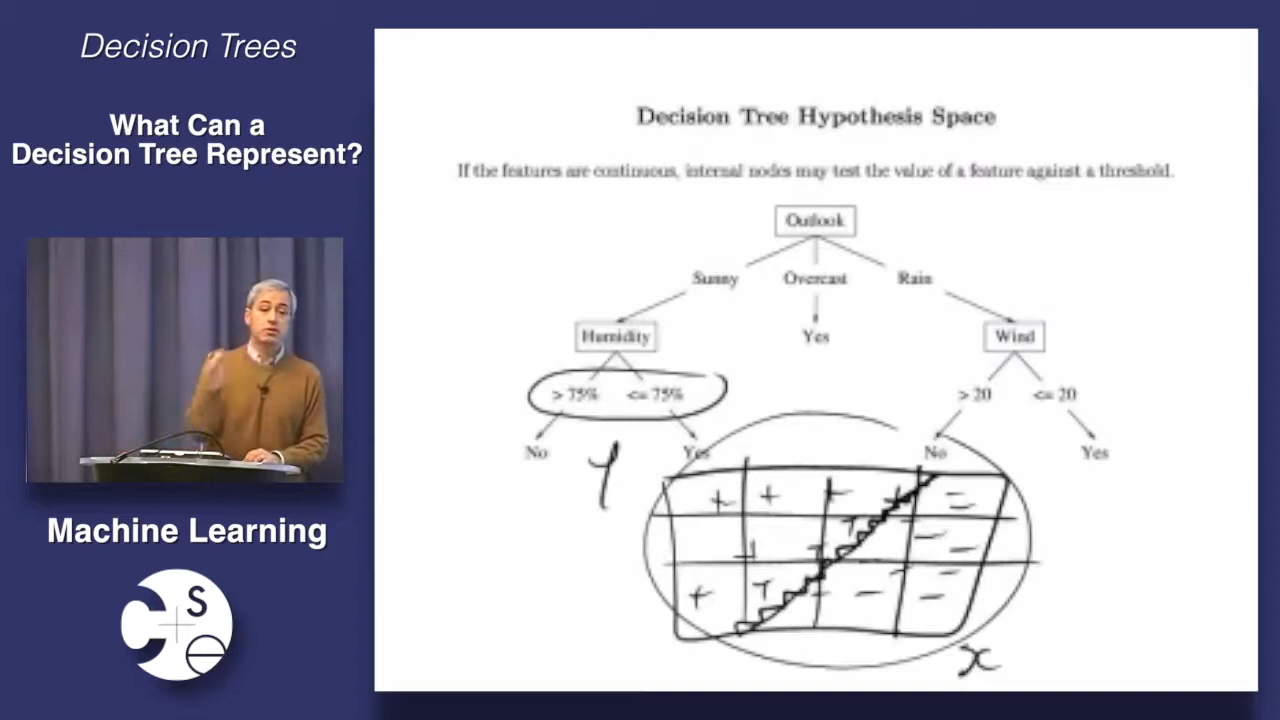 Decision Trees
What Can a
Decision Tree Represent?
Machine Learning
C+se
Decision Tree Hypothesis Space
If the features are continuous, internal nodes may test the value of a feature against a threshold.
Outlook
Sunny Overcast Rain
Humidity Yes Wind
> 75% <= 75% > 20 <= 20
No Yes No Yes
y
+ + + + -
-
+ -
+ + - - -
x